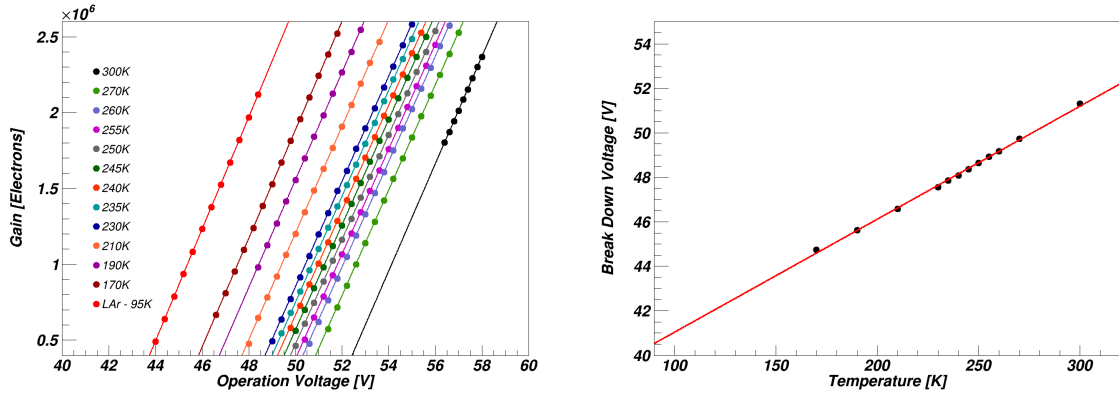 ×10⁶
2.5
2
1.5
1
0.5
Gain [Electrons]
300K
270K
260K
255K
250K
245K
240K
235K
230K
210K
190K
170K
LAr - 95K
40 42 44 46 48 50 52 54 56 58 60
Operation Voltage [V]
54
52
50
48
46
44
42
40
Break Down Voltage [V]
100 150 200 250 300
Temperature [K]